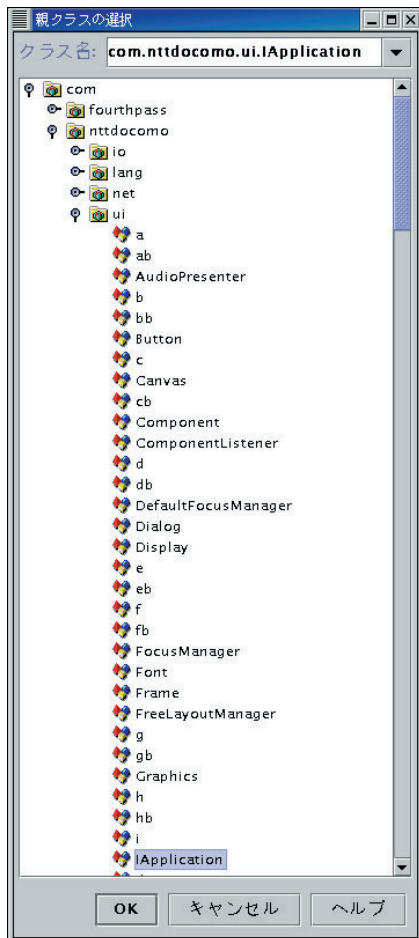 親クラスの選択
クラス名: com.nttdocomo.ui.IApplication
com
fourthpass
nttdocomo
io
lang
net
ui
a
ab
AudioPresenter
b
bb
Button
c
Canvas
cb
Component
ComponentListener
d
db
DefaultFocusManager
Dialog
Display
e
eb
f
fb
FocusManager
Font
Frame
FreeLayoutManager
g
gb
Graphics
h
hb
i
IApplication
OK キャンセル ヘルプ